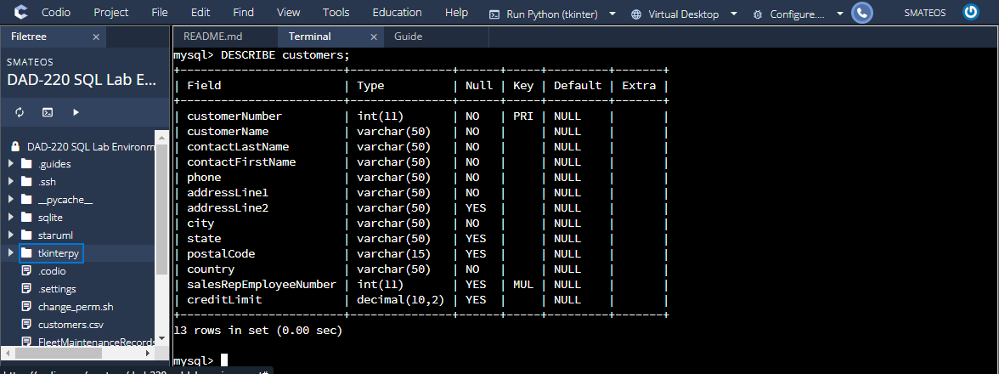 Codio Project File Edit Find View Tools Education Help Run Python (tkinter) Virtual Desktop Configure.... SMATEOS
Filetree × README.md Terminal × Guide
SMATEOS
DAD-220 SQL Lab E...
DAD-220 SQL Lab Environm
.guides
.ssh
__pycache__
sqlite
staruml
tkinterpy
.codio
.settings
change_perm.sh
customers.csv
FleetMaintenanceRecords
mysql> DESCRIBE customers;
+------------------------+---------------+------+-----+---------+-------+
| Field | Type | Null | Key | Default | Extra |
+------------------------+---------------+------+-----+---------+-------+
| customerNumber | int(11) | NO | PRI | NULL | |
| customerName | varchar(50) | NO | | NULL | |
| contactLastName | varchar(50) | NO | | NULL | |
| contactFirstName | varchar(50) | NO | | NULL | |
| phone | varchar(50) | NO | | NULL | |
| addressLine1 | varchar(50) | NO | | NULL | |
| addressLine2 | varchar(50) | YES | | NULL | |
| city | varchar(50) | NO | | NULL | |
| state | varchar(50) | YES | | NULL | |
| postalCode | varchar(15) | YES | | NULL | |
| country | varchar(50) | NO | | NULL | |
| salesRepEmployeeNumber | int(11) | YES | MUL | NULL | |
| creditLimit | decimal(10,2) | YES | | NULL | |
+------------------------+---------------+------+-----+---------+-------+
13 rows in set (0.00 sec)
mysql>